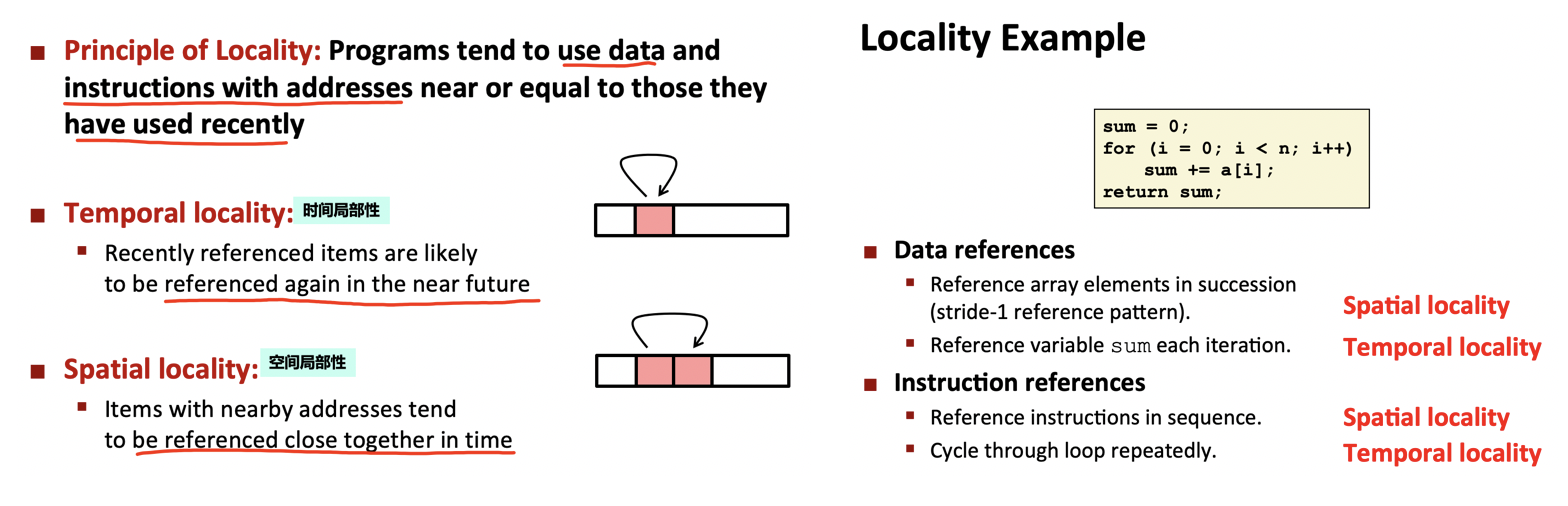 Principle of Locality: Programs tend to use data and
instructions with addresses near or equal to those they
have used recently
Temporal locality: 时间局部性
Recently referenced items are likely
to be referenced again in the near future
Spatial locality: 空间局部性
Items with nearby addresses tend
to be referenced close together in time
Locality Example
sum = 0;
for (i = 0; i < n; i++)
    sum += a[i];
return sum;
Data references
Reference array elements in succession
(stride-1 reference pattern).
Spatial locality
Reference variable sum each iteration.
Temporal locality
Instruction references
Reference instructions in sequence.
Spatial locality
Cycle through loop repeatedly.
Temporal locality